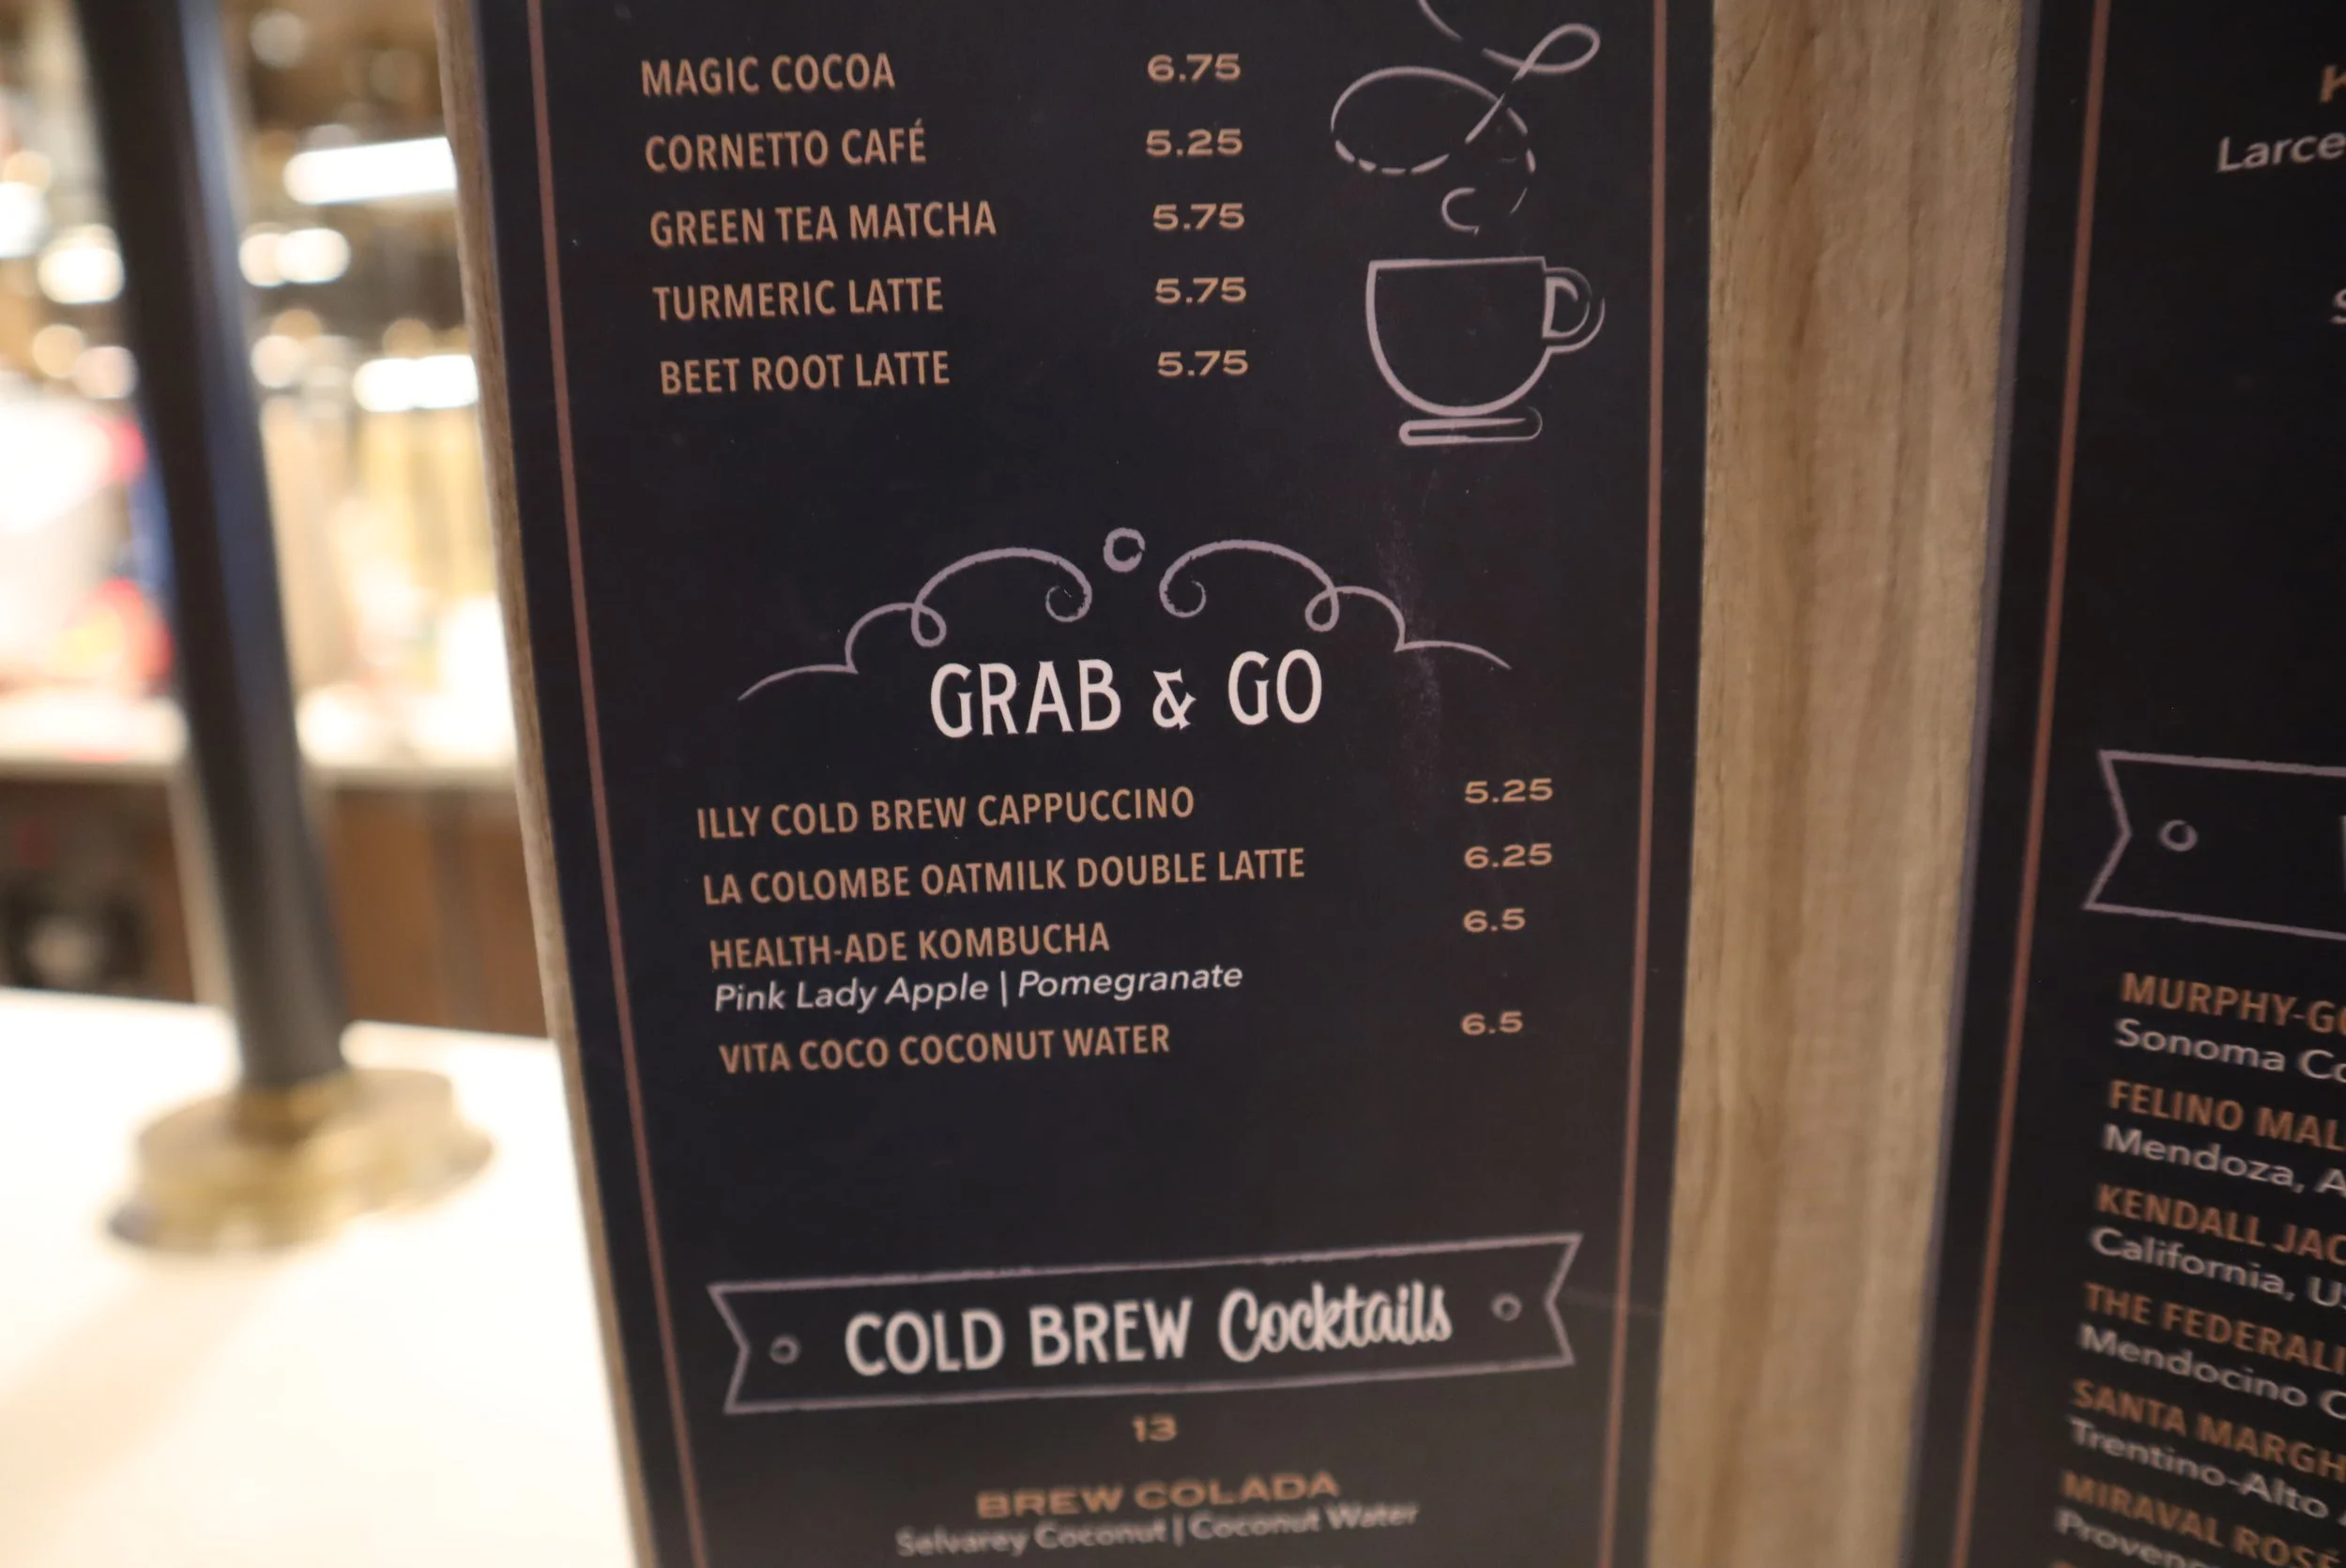 MAGIC COCOA 6.75
CORNETTO CAFÉ 5.25
GREEN TEA MATCHA 5.75
TURMERIC LATTE 5.75
BEET ROOT LATTE 5.75
GRAB & GO
ILLY COLD BREW CAPPUCCINO 5.25
LA COLOMBE OATMILK DOUBLE LATTE 6.25
HEALTH-ADE KOMBUCHA 6.5
Pink Lady Apple | Pomegranate
VITA COCO COCONUT WATER 6.5
COLD BREW Cocktails
13
BREW COLADA
Selvarey Coconut | Coconut Water
Larce
MURPHY-G
Sonoma Co
FELINO MAL
Mendoza, A
KENDALL JAC
California, U
THE FEDERALI
Mendocino C
SANTA MARGH
Trentino-Alto
MIRAVAL ROSÉ
Proven